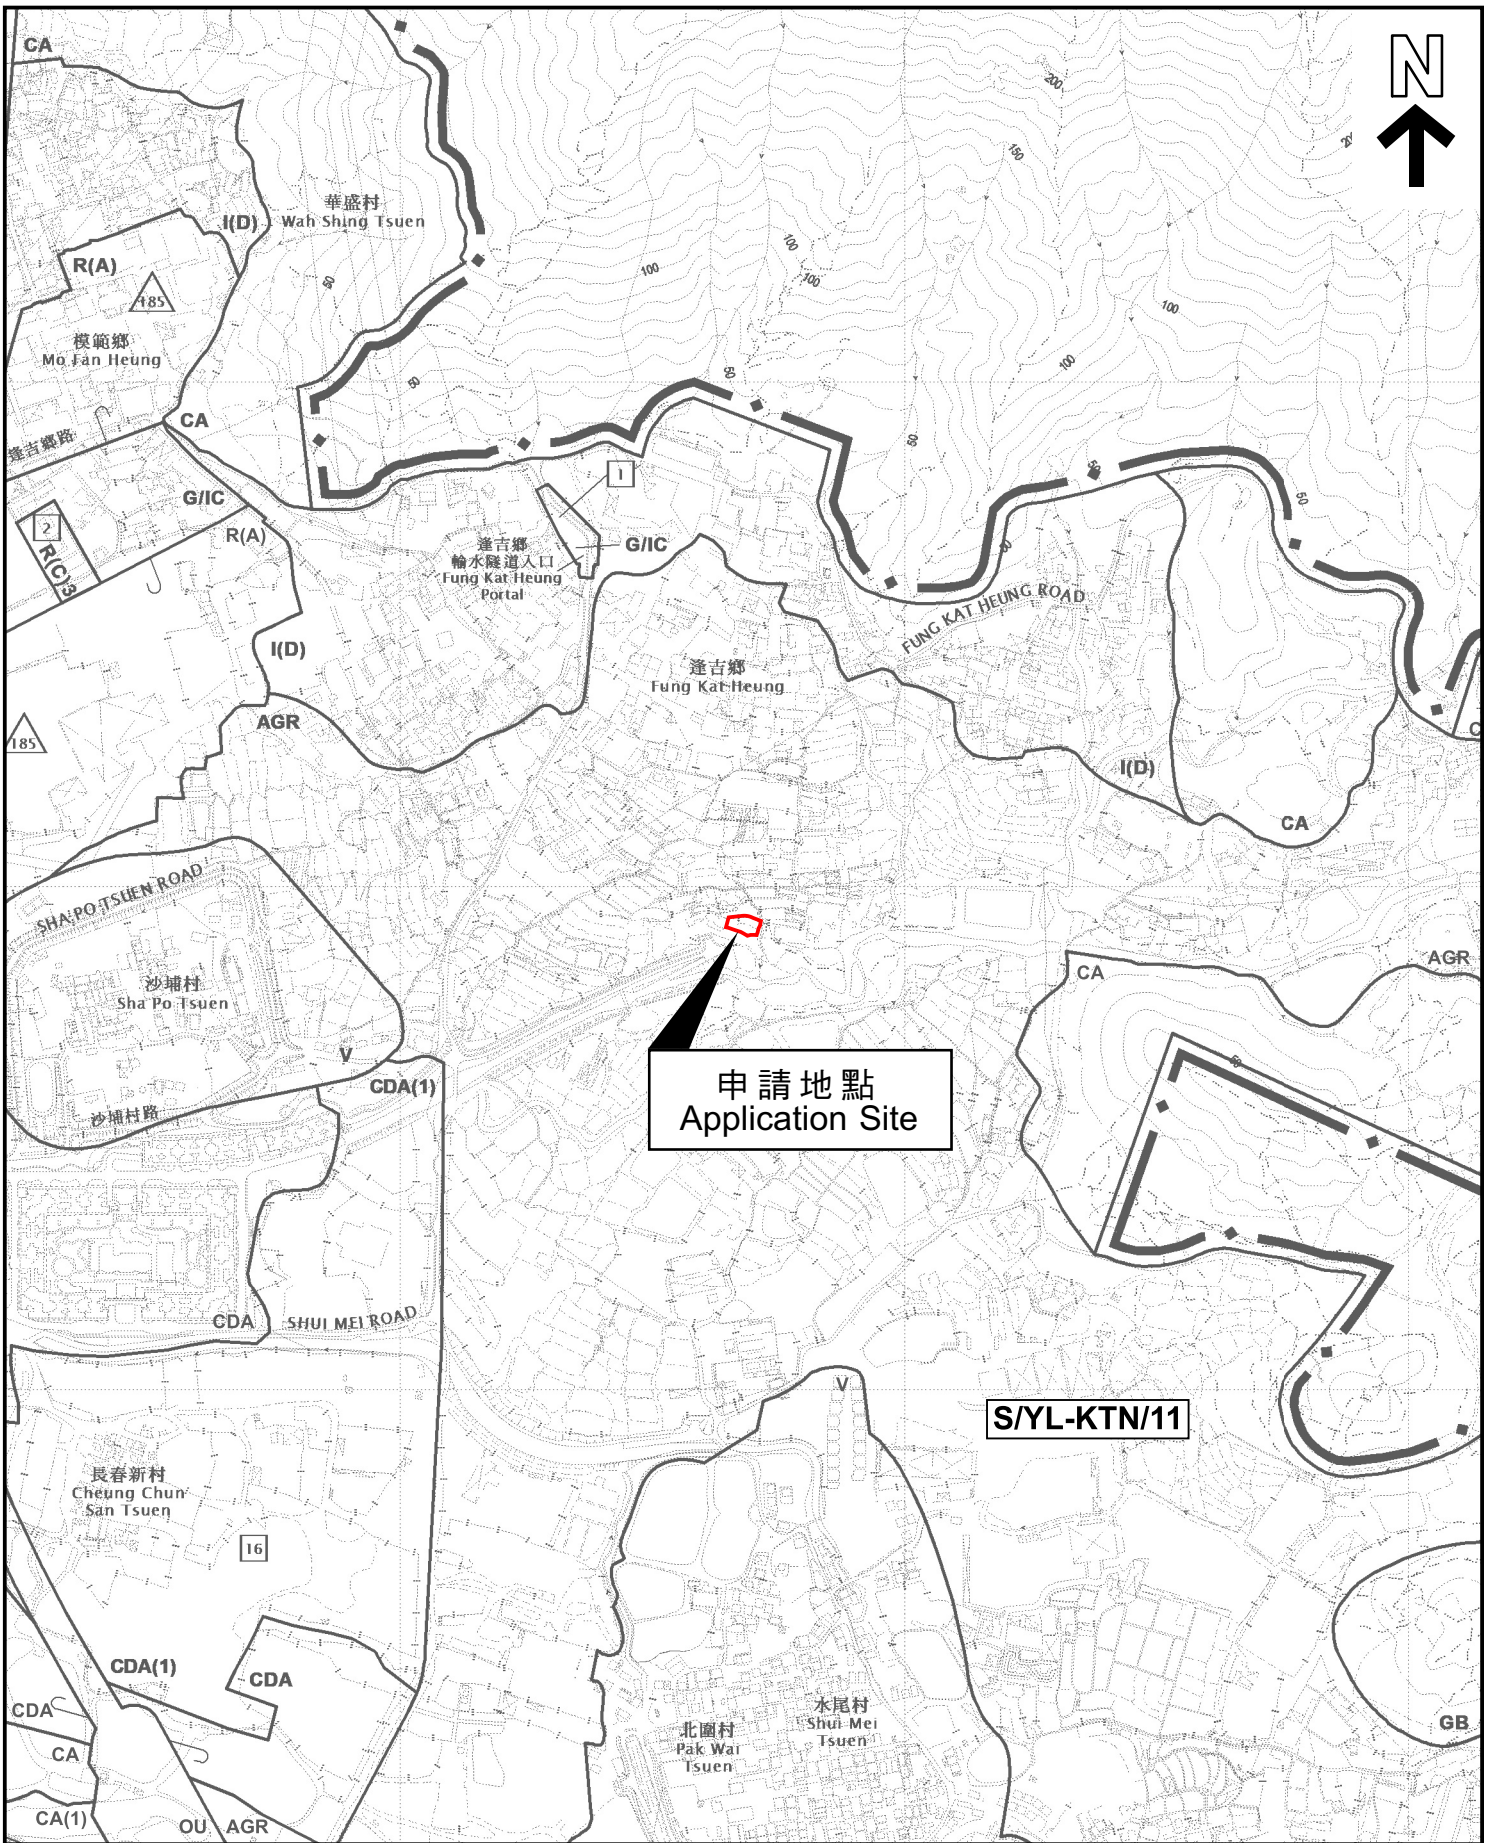 N
CA
200
150
華盛村
Wah Shing Tsuen
I(D)
R(A)
185
模範鄉
Mo Fan Heung
50
100
100
100
100
100
50
50
50
50
50
50
CA
逢吉鄉路
G/IC
2
R(C)3
R(A)
1
逢吉鄉
輸水隧道入口
Fung Kat Heung
Portal
G/IC
FUNG KAT HEUNG ROAD
I(D)
逢吉鄉
Fung Kat Heung
AGR
185
I(D)
CA
SHA PO TSUEN ROAD
沙埔村
Sha Po Tsuen
V
CDA(1)
沙埔村路
申請地點
Application Site
CA
AGR
50
CDA
SHUI MEI ROAD
V
S/YL-KTN/11
長春新村
Cheung Chun
San Tsuen
16
CDA(1)
CDA
CDA
CA
CA(1)
OU
AGR
北圍村
Pak Wai
Tsuen
水尾村
Shui Mei
Tsuen
GB